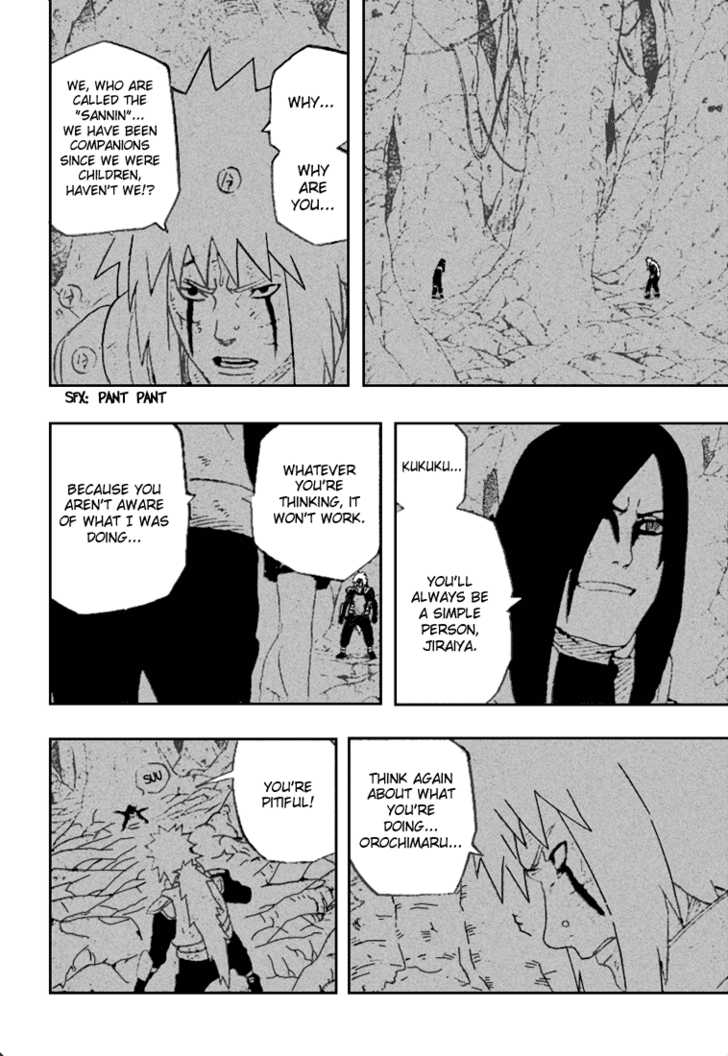 WHY...
WHY
ARE
YOU...
WE, WHO ARE
CALLED THE
"SANNIN"...
WE HAVE BEEN
COMPANIONS
SINCE WE WERE
CHILDREN,
HAVEN'T WE!?
SFX: PANT PANT
KUKUKU...
YOU'LL
ALWAYS BE
A SIMPLE
PERSON,
JIRAIYA.
WHATEVER
YOU'RE
THINKING, IT
WON'T WORK.
BECAUSE YOU
AREN'T AWARE
OF WHAT I WAS
DOING...
THINK AGAIN
ABOUT WHAT
YOU'RE
DOING...
OROCHIMARU...
YOU'RE
PITIFUL!
SUU